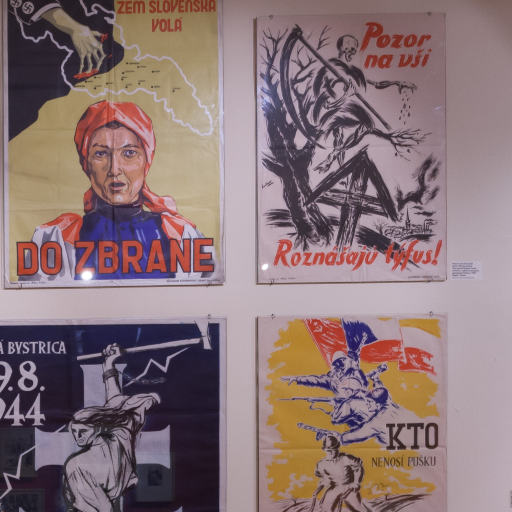 ZEM SLOVENSKÁ
VOLÁ
DO ZBRANE
Pozor
na vši
Roznášajú týfus!
Á BYSTRICA
9.8.
944
KTO
NENOSÍ PUŠKU